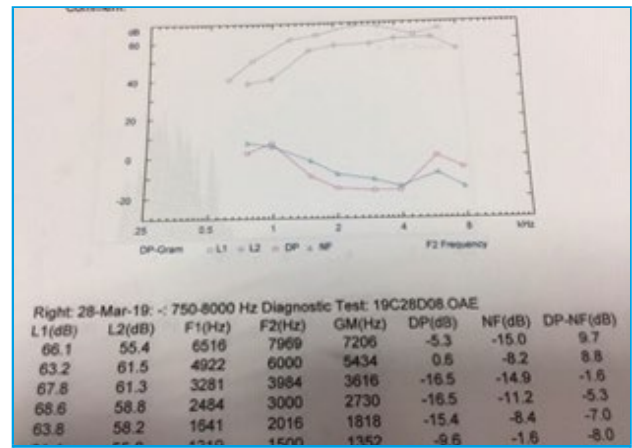 Comment:
dB
60
40
20
0
-20
.25 0.5 1 2 4 8 kHz
DP-Gram L1 L2 DP NF F2 Frequency
Right: 28-Mar-19: -: 750-8000 Hz Diagnostic Test: 19C28D08.OAE
L1(dB) L2(dB) F1(Hz) F2(Hz) GM(Hz) DP(dB) NF(dB) DP-NF(dB)
66.1 55.4 6516 7969 7206 -5.3 -15.0 9.7
63.2 61.5 4922 6000 5434 0.6 -8.2 8.8
67.8 61.3 3281 3984 3616 -16.5 -14.9 -1.6
68.6 58.8 2484 3000 2730 -16.5 -11.2 -5.3
63.8 58.2 1641 2016 1818 -15.4 -8.4 -7.0
1219 1500 1352 -9.6 -1.6 -8.0